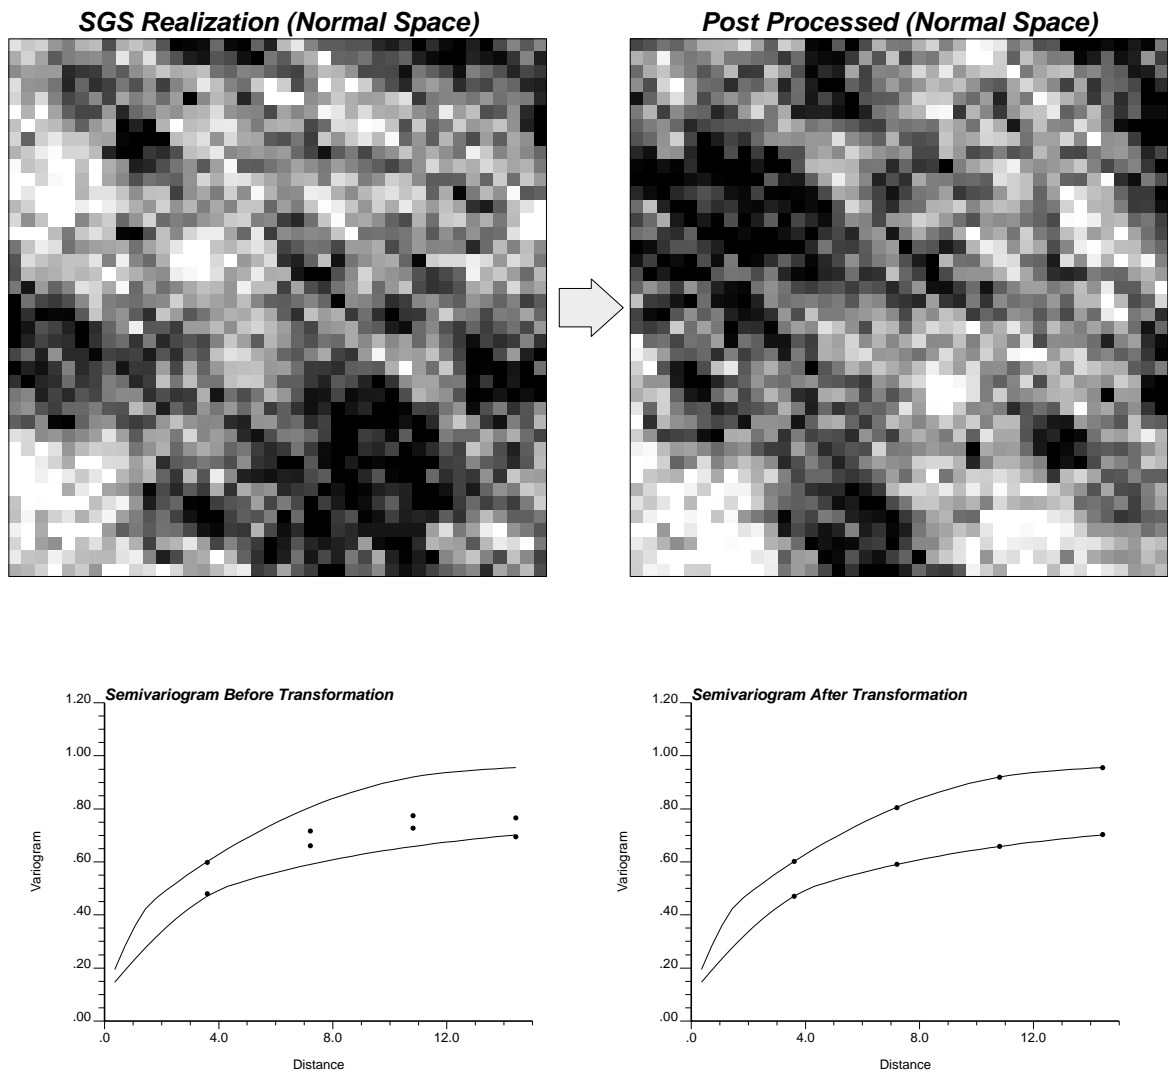 SGS Realization (Normal Space)
Post Processed (Normal Space)
Semivariogram Before Transformation
1.20
1.00
.80
.60
.40
.20
.00
Variogram
.0
4.0
8.0
12.0
Distance
Semivariogram After Transformation
1.20
1.00
.80
.60
.40
.20
.00
Variogram
.0
4.0
8.0
12.0
Distance